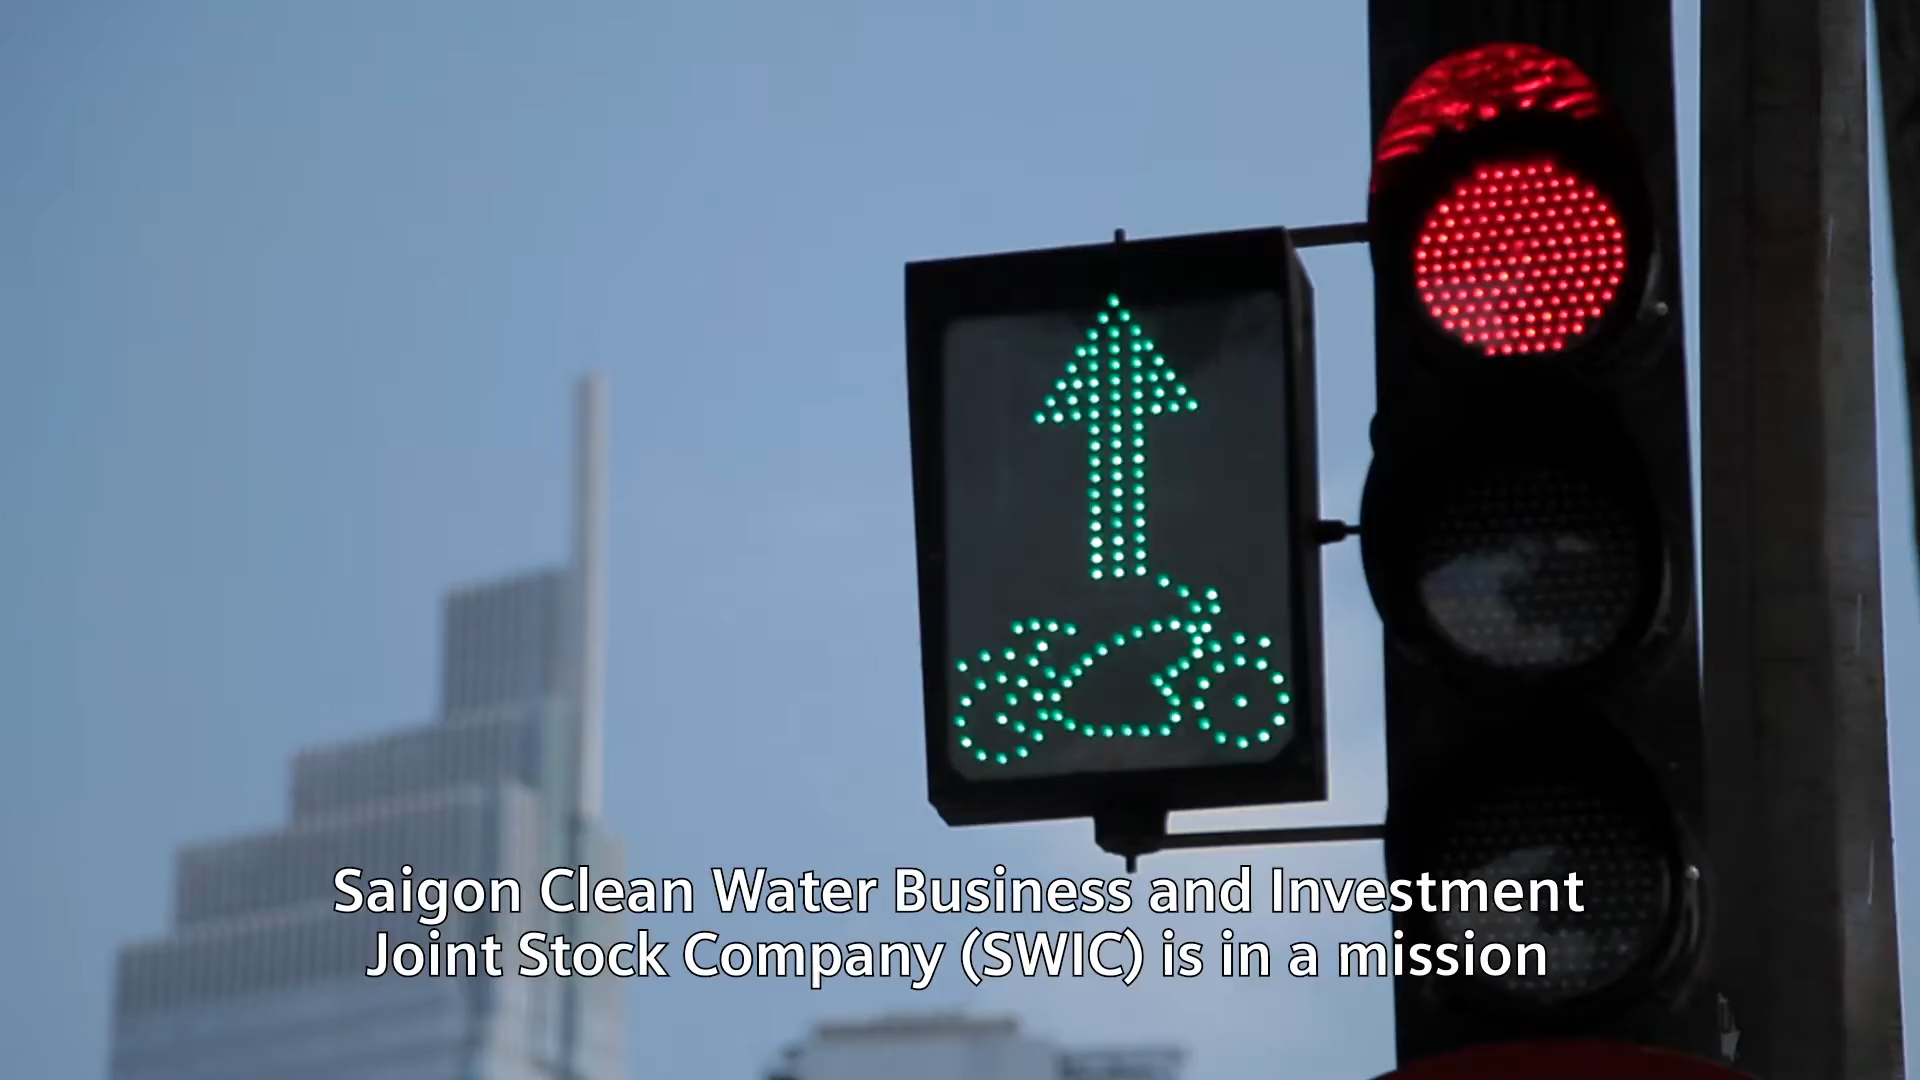 Saigon Clean Water Business and Investment
Joint Stock Company (SWIC) is in a mission